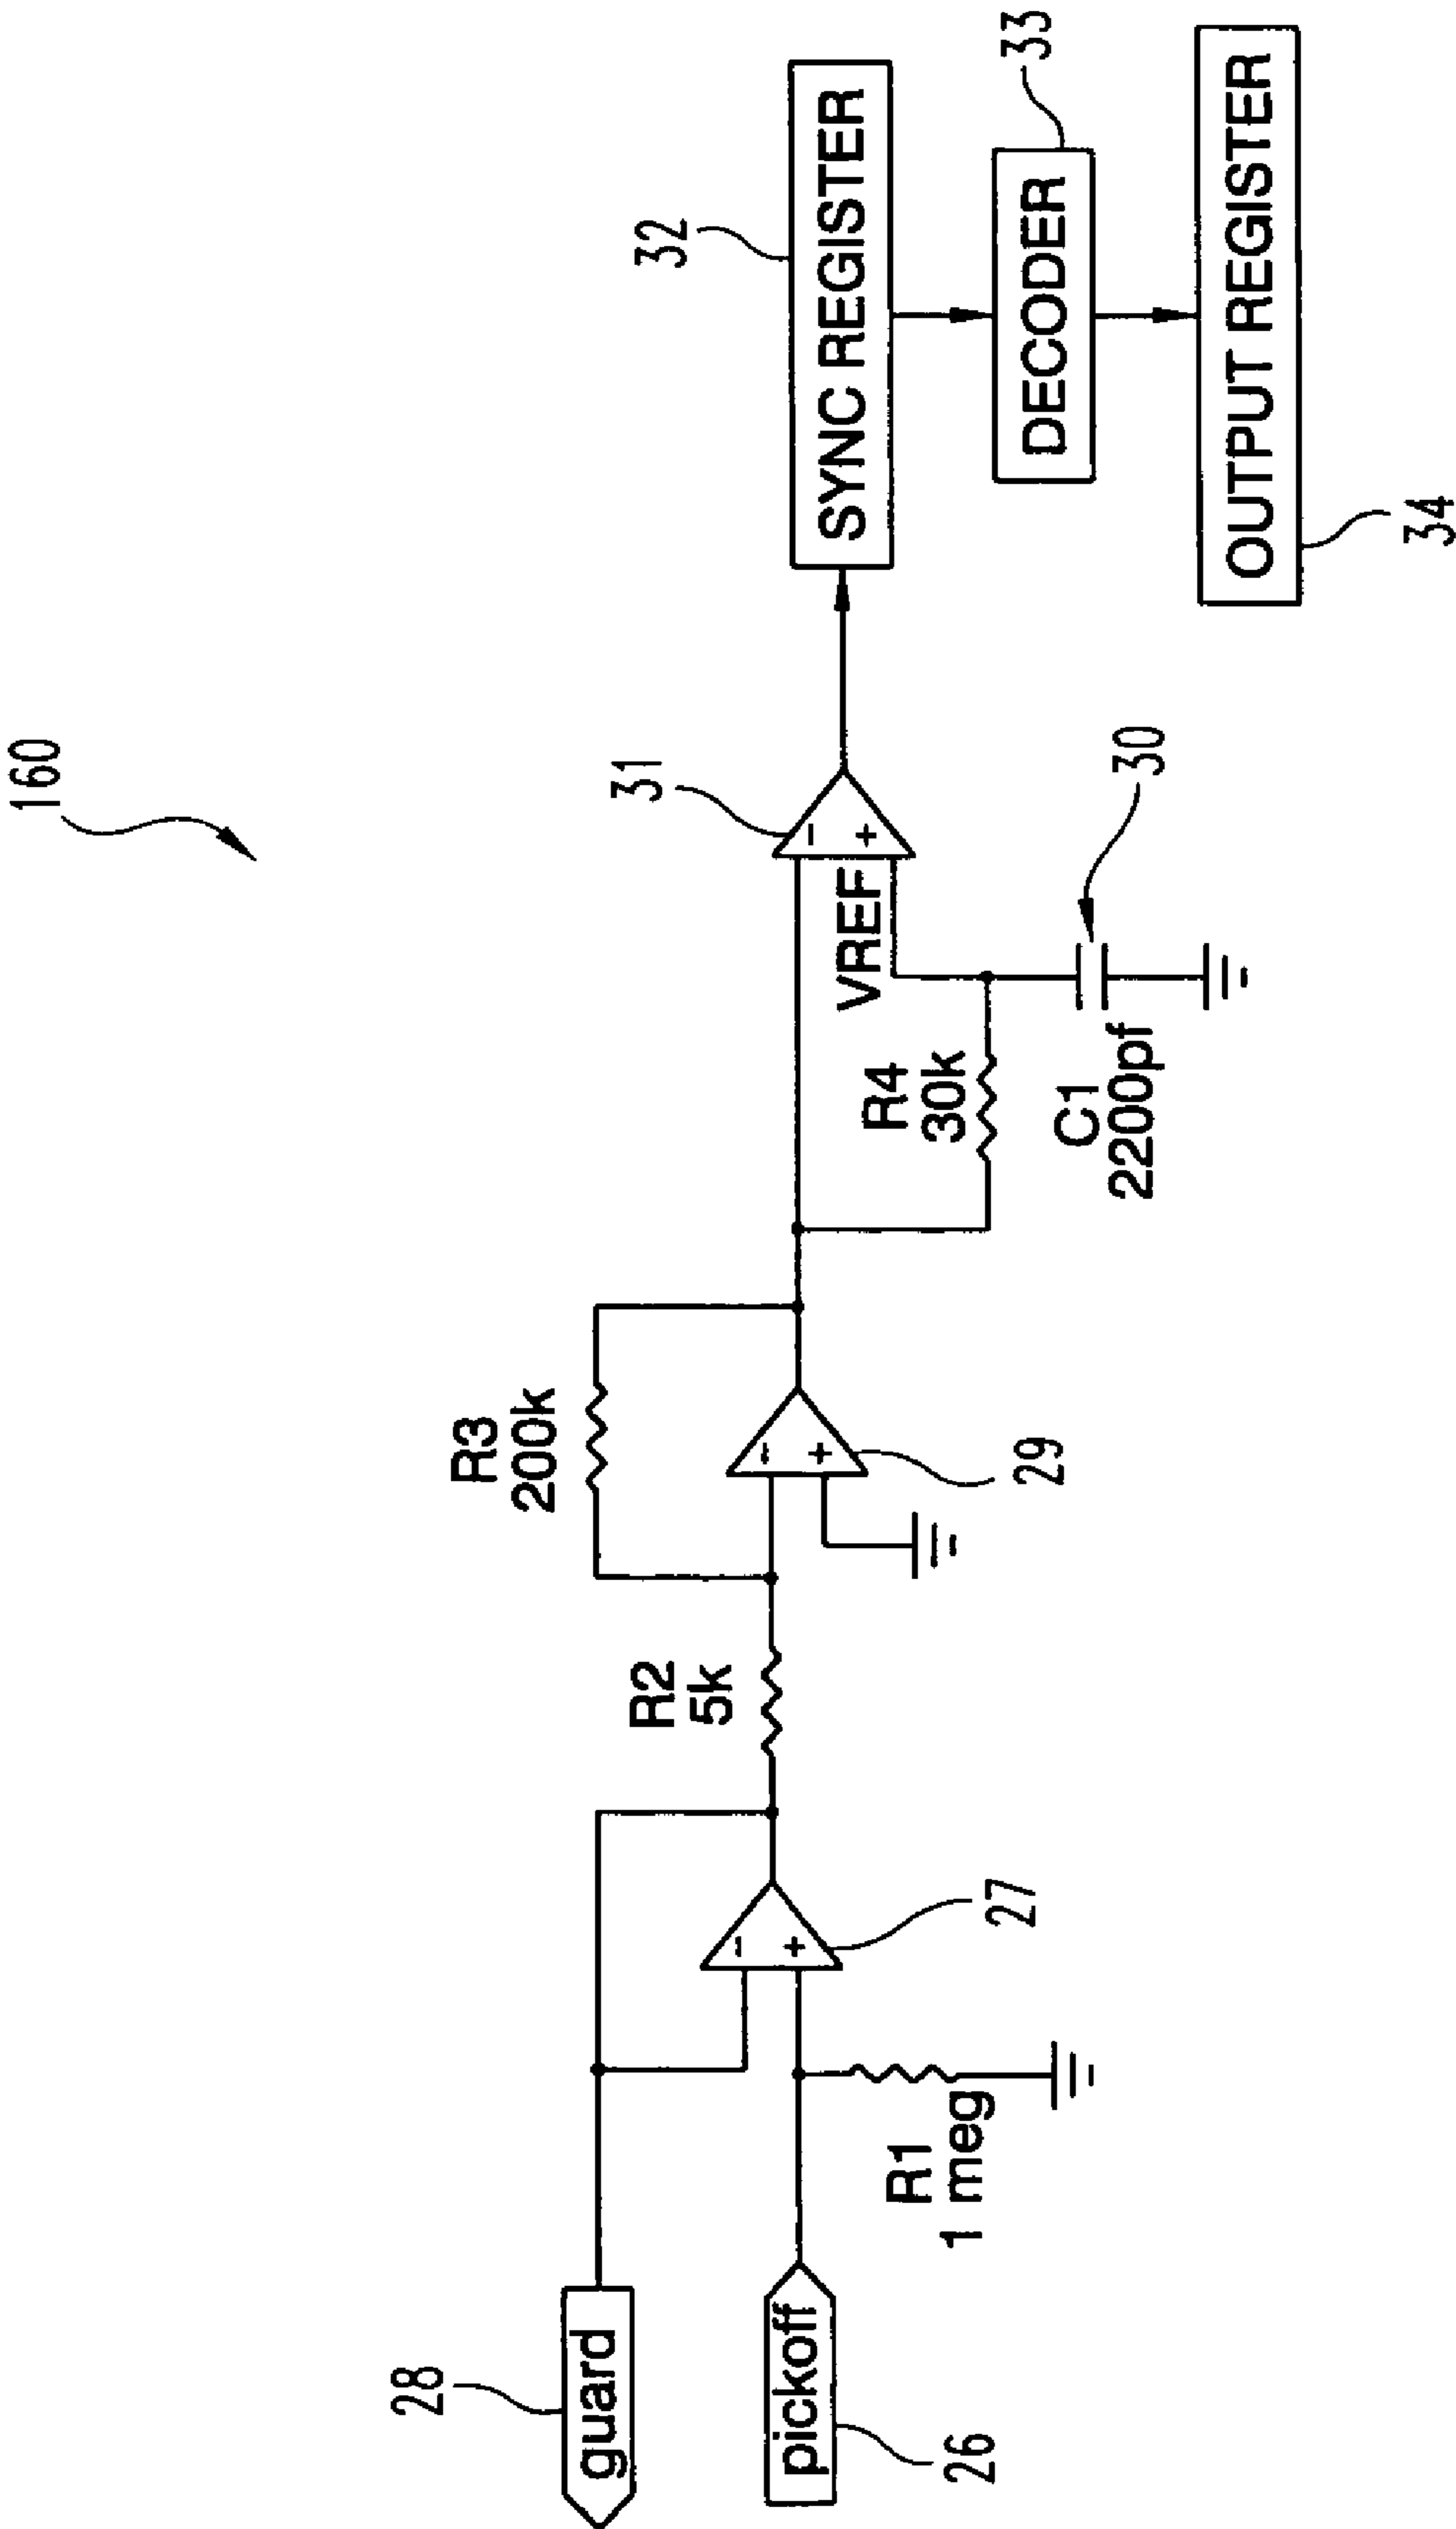 160
28
guard
26
pickoff
R1
1 meg
27
R2
5k
R3
200k
-
+
-
+
29
R4
30k
C1
2200pf
30
VREF
31
-
+
32
SYNC REGISTER
33
DECODER
34
OUTPUT REGISTER